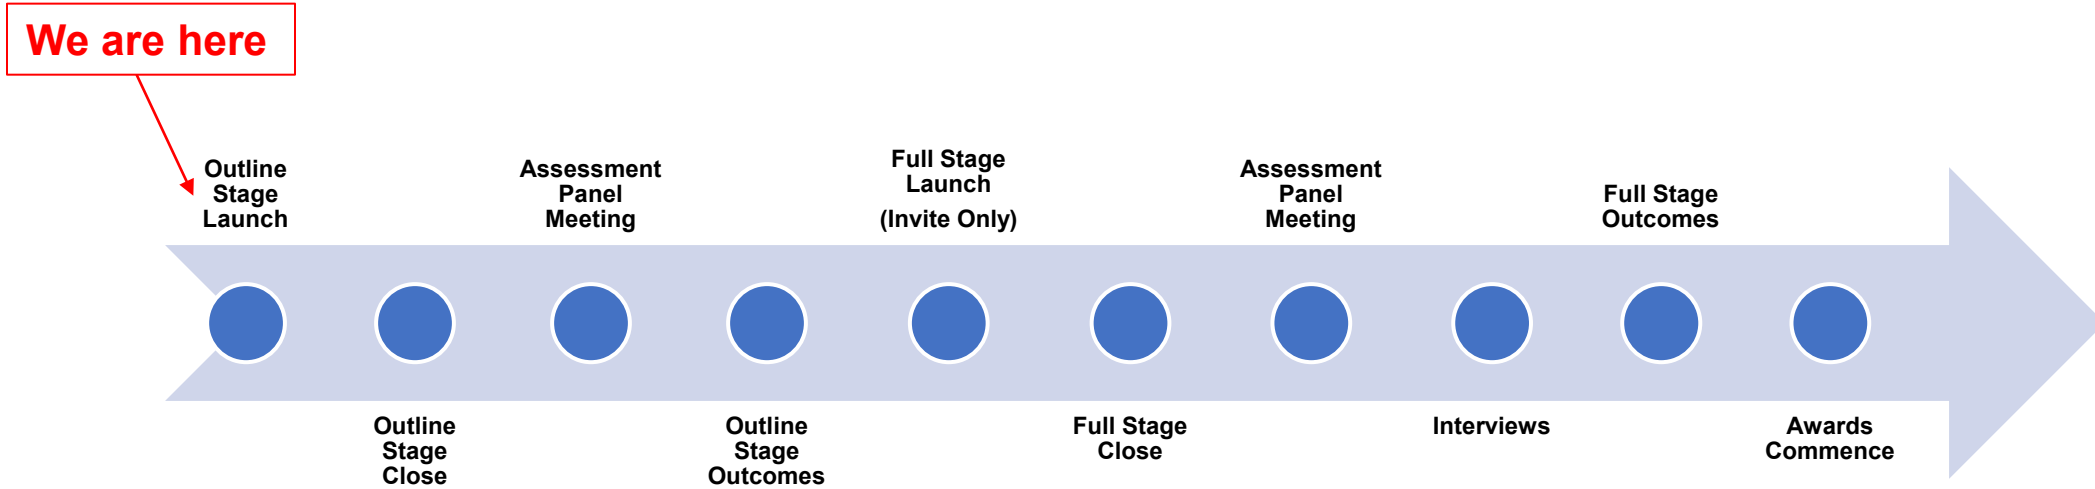 We are here
Outline
Stage
Launch
Outline
Stage
Close
Assessment
Panel
Meeting
Outline
Stage
Outcomes
Full Stage
Launch
(Invite Only)
Full Stage
Close
Assessment
Panel
Meeting
Interviews
Full Stage
Outcomes
Awards
Commence